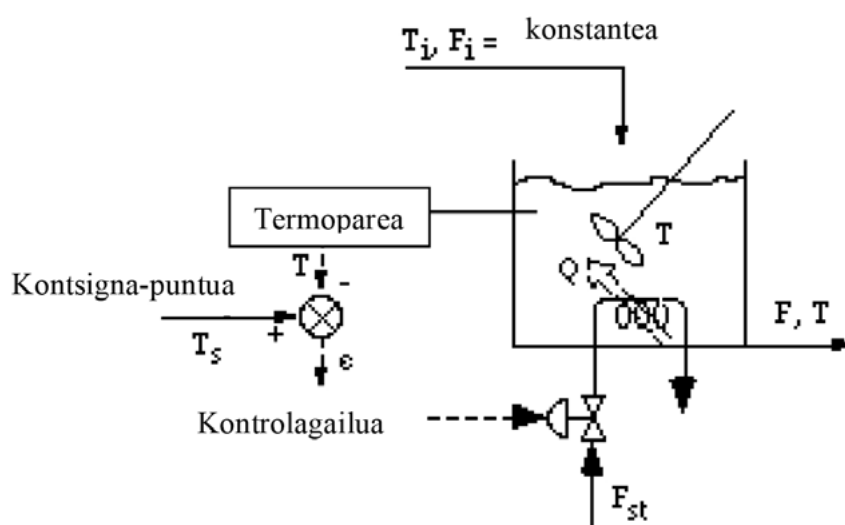 konstantea
Tᵢ, Fᵢ =
Termoparea
T
Q
T
-
Kontsigna-puntua
+
Tₛ
ϵ
F, T
Kontrolagailua
Fₛₜ